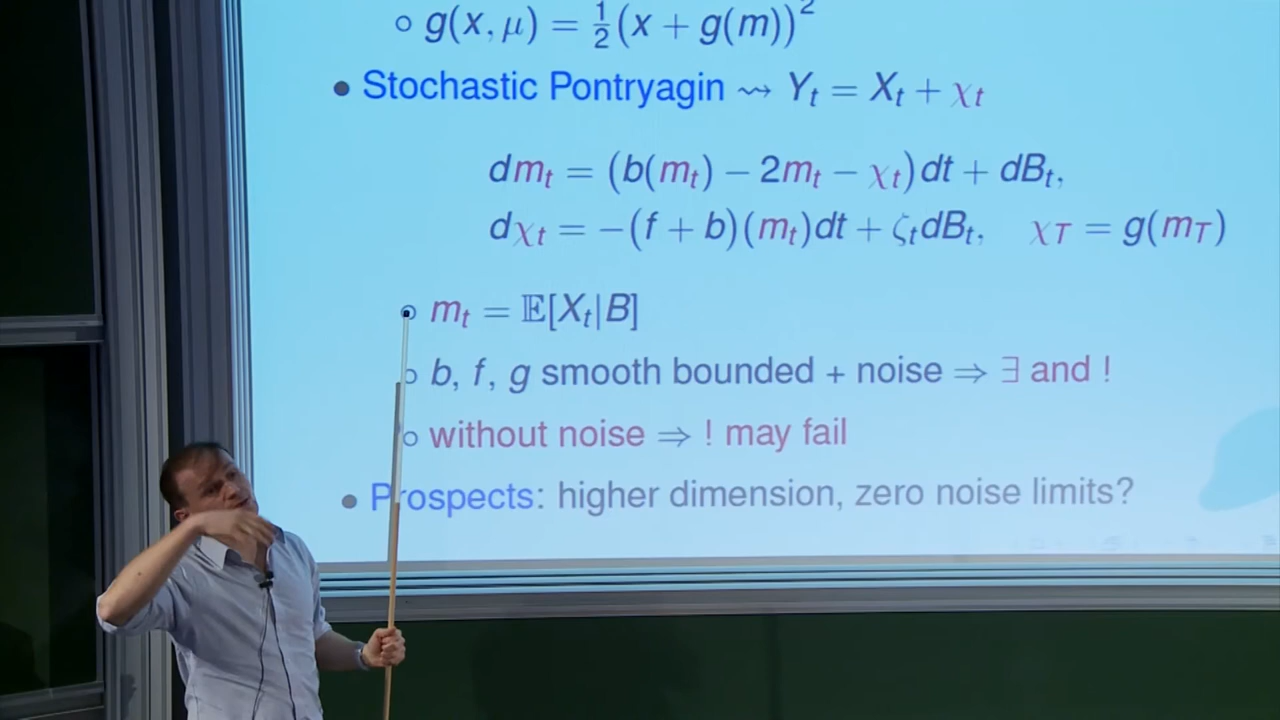 ∘ g(x, μ) = ½(x + g(m))²
• Stochastic Pontryagin ⇝ Yₜ = Xₜ + χₜ
dmₜ = (b(mₜ) − 2mₜ − χₜ)dt + dBₜ,
dχₜ = −(f + b)(mₜ)dt + ζₜdBₜ, χ_T = g(m_T)
∘ mₜ = 𝔼[Xₜ|B]
∘ b, f, g smooth bounded + noise ⇒ ∃ and !
∘ without noise ⇒ ! may fail
• Prospects: higher dimension, zero noise limits?